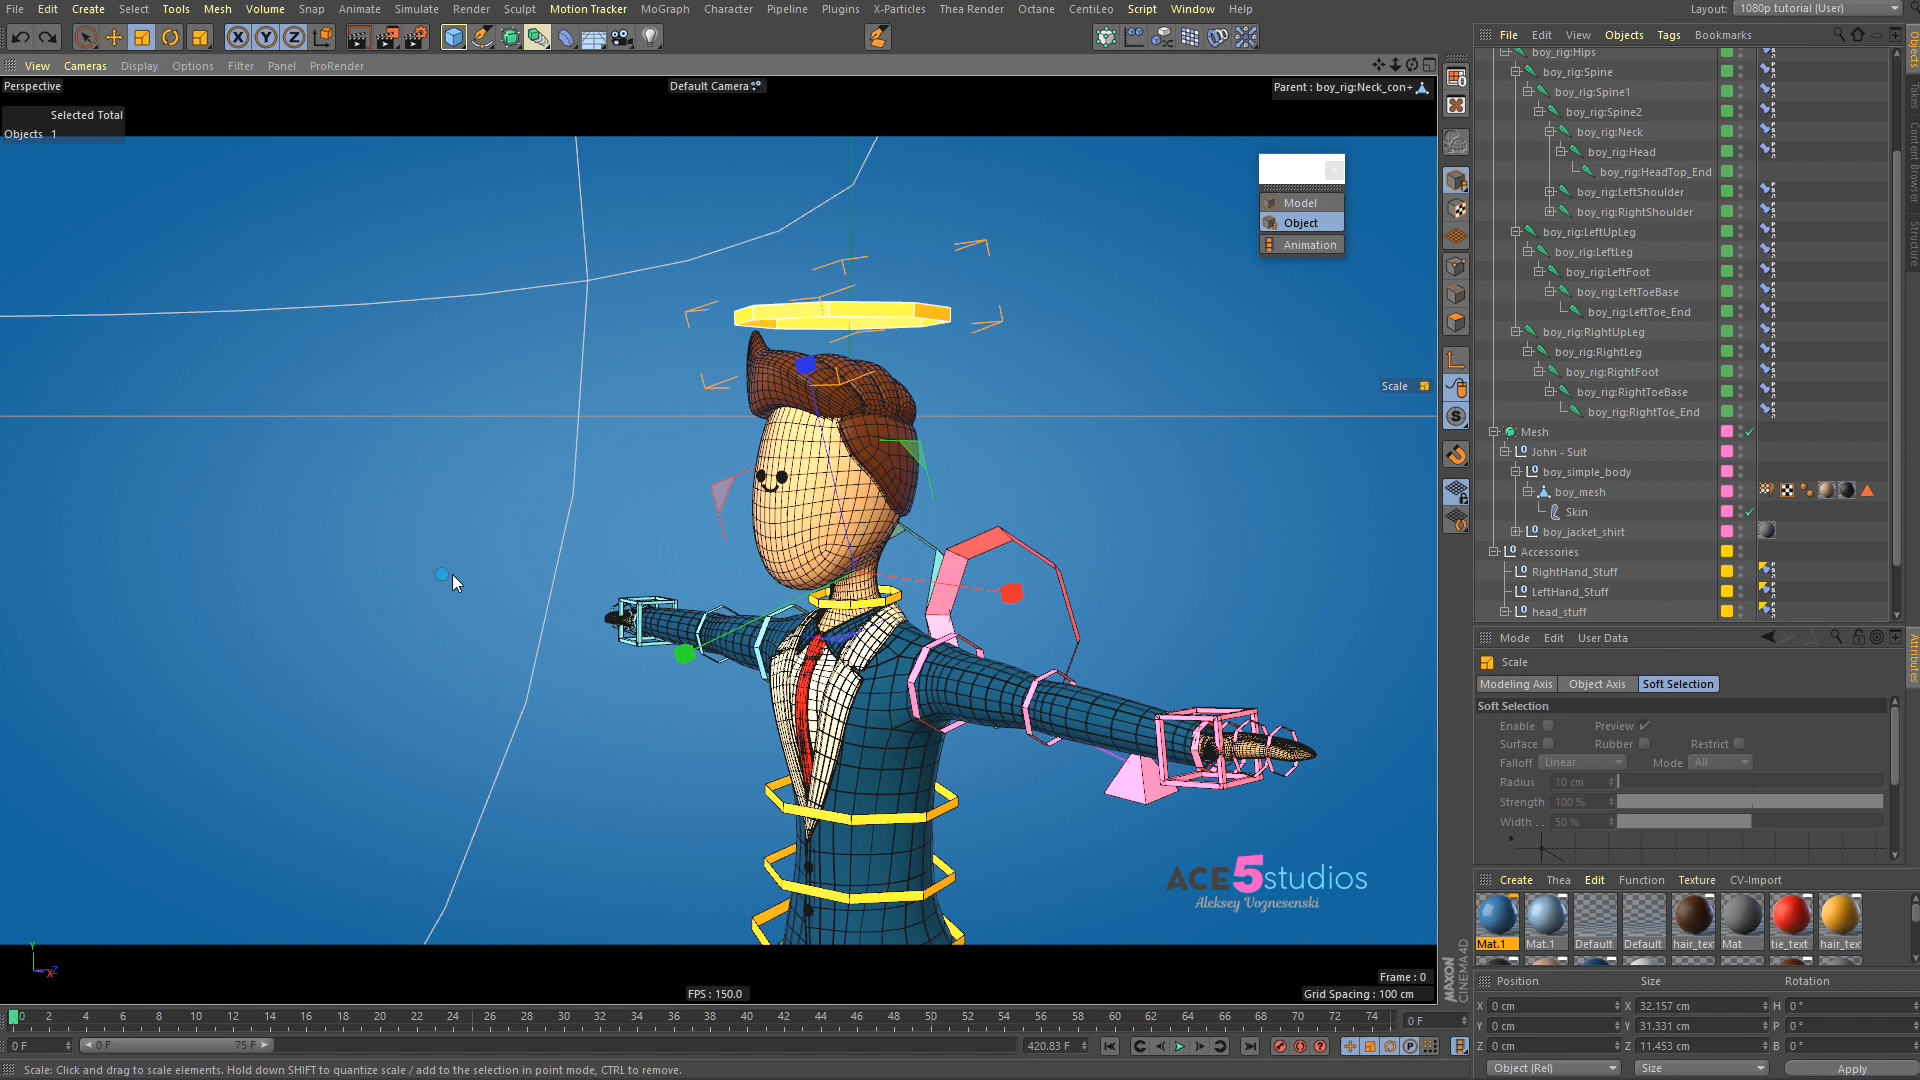 File Edit Create Select Tools Mesh Volume Snap Animate Simulate Render Sculpt Motion Tracker MoGraph Character Pipeline Plugins X-Particles Thea Render Octane CentiLeo Script Window Help
Layout: 1080p tutorial (User)
View Cameras Display Options Filter Panel ProRender
Perspective
Default Camera
Parent : boy_rig:Neck_con+
Selected Total
Objects 1
Model
Object
Animation
Scale
ACE5studios
Aleksey Voznesenski
Frame : 0
FPS : 150.0
Grid Spacing : 100 cm
MAXON
CINEMA4D
File Edit View Objects Tags Bookmarks
boy_rig:Hips
boy_rig:Spine
boy_rig:Spine1
boy_rig:Spine2
boy_rig:Neck
boy_rig:Head
boy_rig:HeadTop_End
boy_rig:LeftShoulder
boy_rig:RightShoulder
boy_rig:LeftUpLeg
boy_rig:LeftLeg
boy_rig:LeftFoot
boy_rig:LeftToeBase
boy_rig:LeftToe_End
boy_rig:RightUpLeg
boy_rig:RightLeg
boy_rig:RightFoot
boy_rig:RightToeBase
boy_rig:RightToe_End
Mesh
John - Suit
boy_simple_body
boy_mesh
Skin
boy_jacket_shirt
Accessories
RightHand_Stuff
LeftHand_Stuff
head_stuff
Objects
Takes
Content Browser
Structure
Attributes
Mode Edit User Data
Scale
Modeling Axis Object Axis Soft Selection
Soft Selection
Enable Preview
Surface Rubber Restrict
Falloff Linear Mode All
Radius 10 cm
Strength 100 %
Width . . 50 %
Create Thea Edit Function Texture CV-Import
Mat.1 Mat.1 Default Default hair_tex Mat tie_text hair_tex
Position Size Rotation
X 0 cm X 32.157 cm H 0 °
Y 0 cm Y 31.331 cm P 0 °
Z 0 cm Z 11.453 cm B 0 °
Object (Rel) Size Apply
0 2 4 6 8 10 12 14 16 18 20 22 24 26 28 30 32 34 36 38 40 42 44 46 48 50 52 54 56 58 60 62 64 66 68 70 72 74
0 F
0 F 0 F 75 F 420.83 F
Scale: Click and drag to scale elements. Hold down SHIFT to quantize scale / add to the selection in point mode, CTRL to remove.